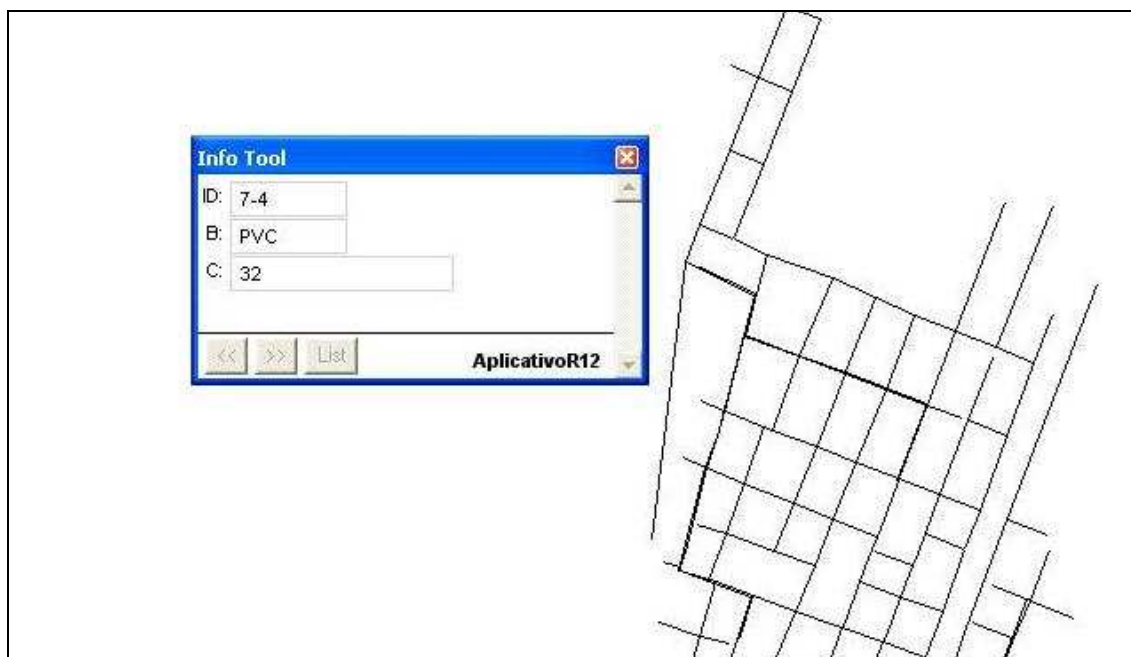 Info Tool
ID: 7-4
B: PVC
C: 32
<< >> List AplicativoR12